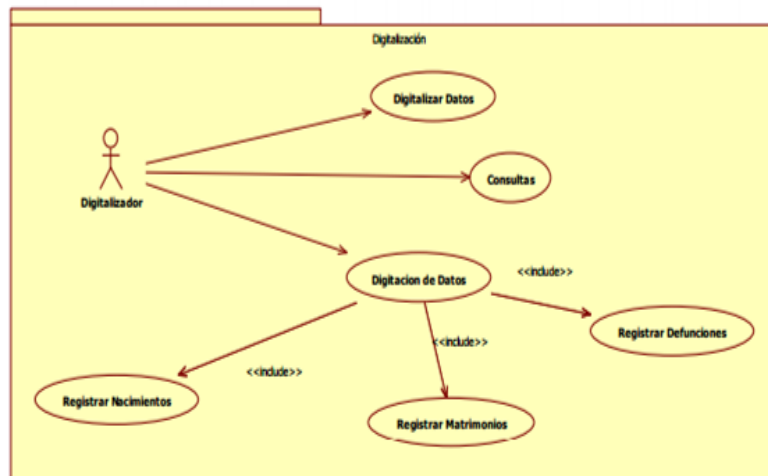 Digitalización
Digitalizar Datos
Consultas
Digitalizador
Digitacion de Datos
<<include>>
Registrar Defunciones
<<include>>
<<include>>
Registrar Nacimientos
Registrar Matrimonios